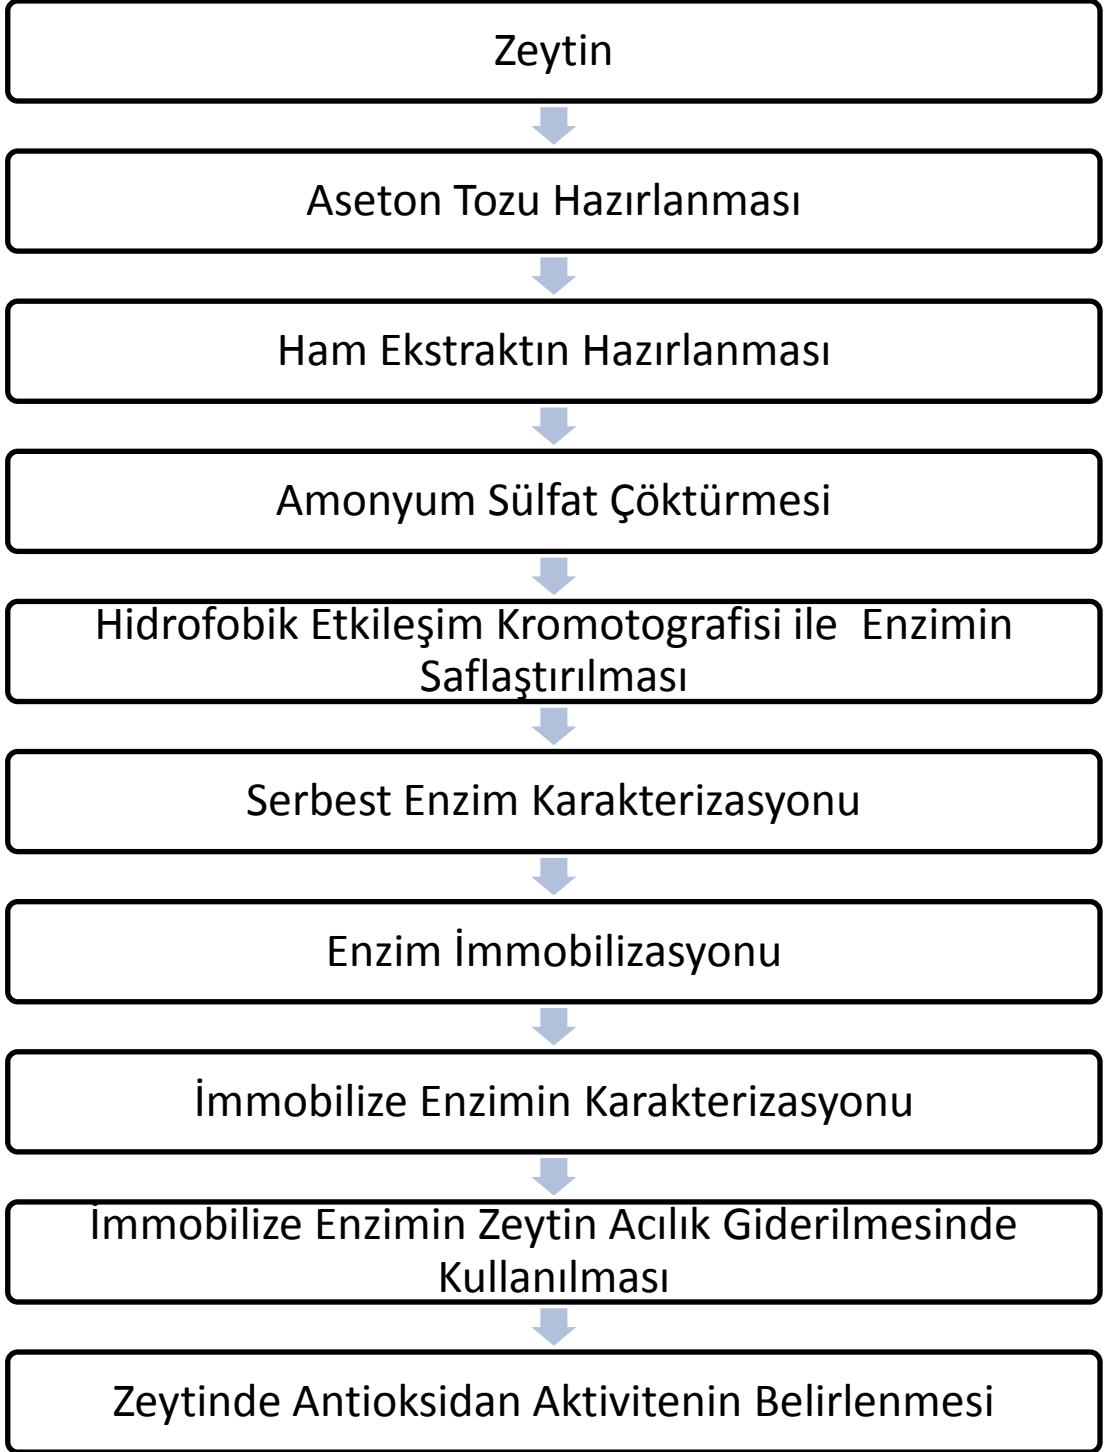 Zeytin
Aseton Tozu Hazırlanması
Ham Ekstraktın Hazırlanması
Amonyum Sülfat Çöktürmesi
Hidrofobik Etkileşim Kromotografisi ile  Enzimin
Saflaştırılması
Serbest Enzim Karakterizasyonu
Enzim İmmobilizasyonu
İmmobilize Enzimin Karakterizasyonu
İmmobilize Enzimin Zeytin Acılık Giderilmesinde
Kullanılması
Zeytinde Antioksidan Aktivitenin Belirlenmesi